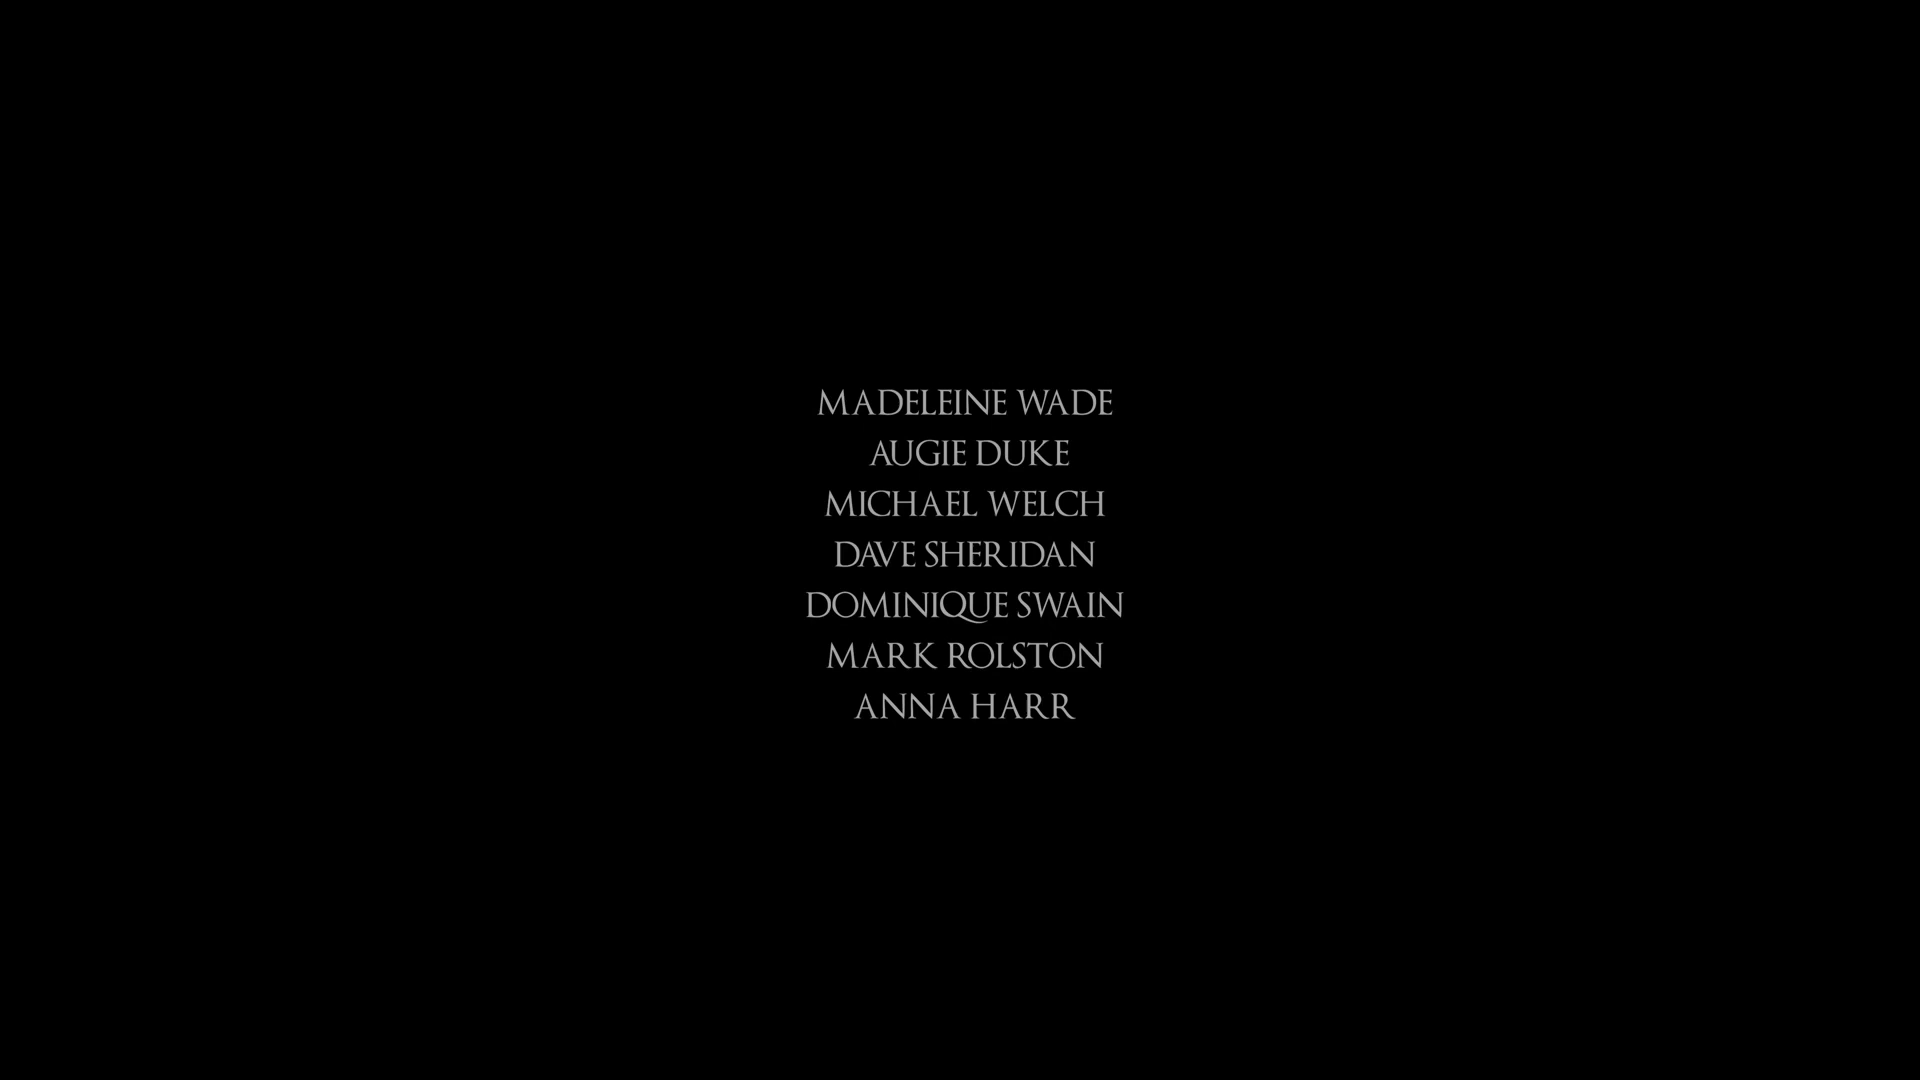 MADELEINE WADE
AUGIE DUKE
MICHAEL WELCH
DAVE SHERIDAN
DOMINIQUE SWAIN
MARK ROLSTON
ANNA HARR